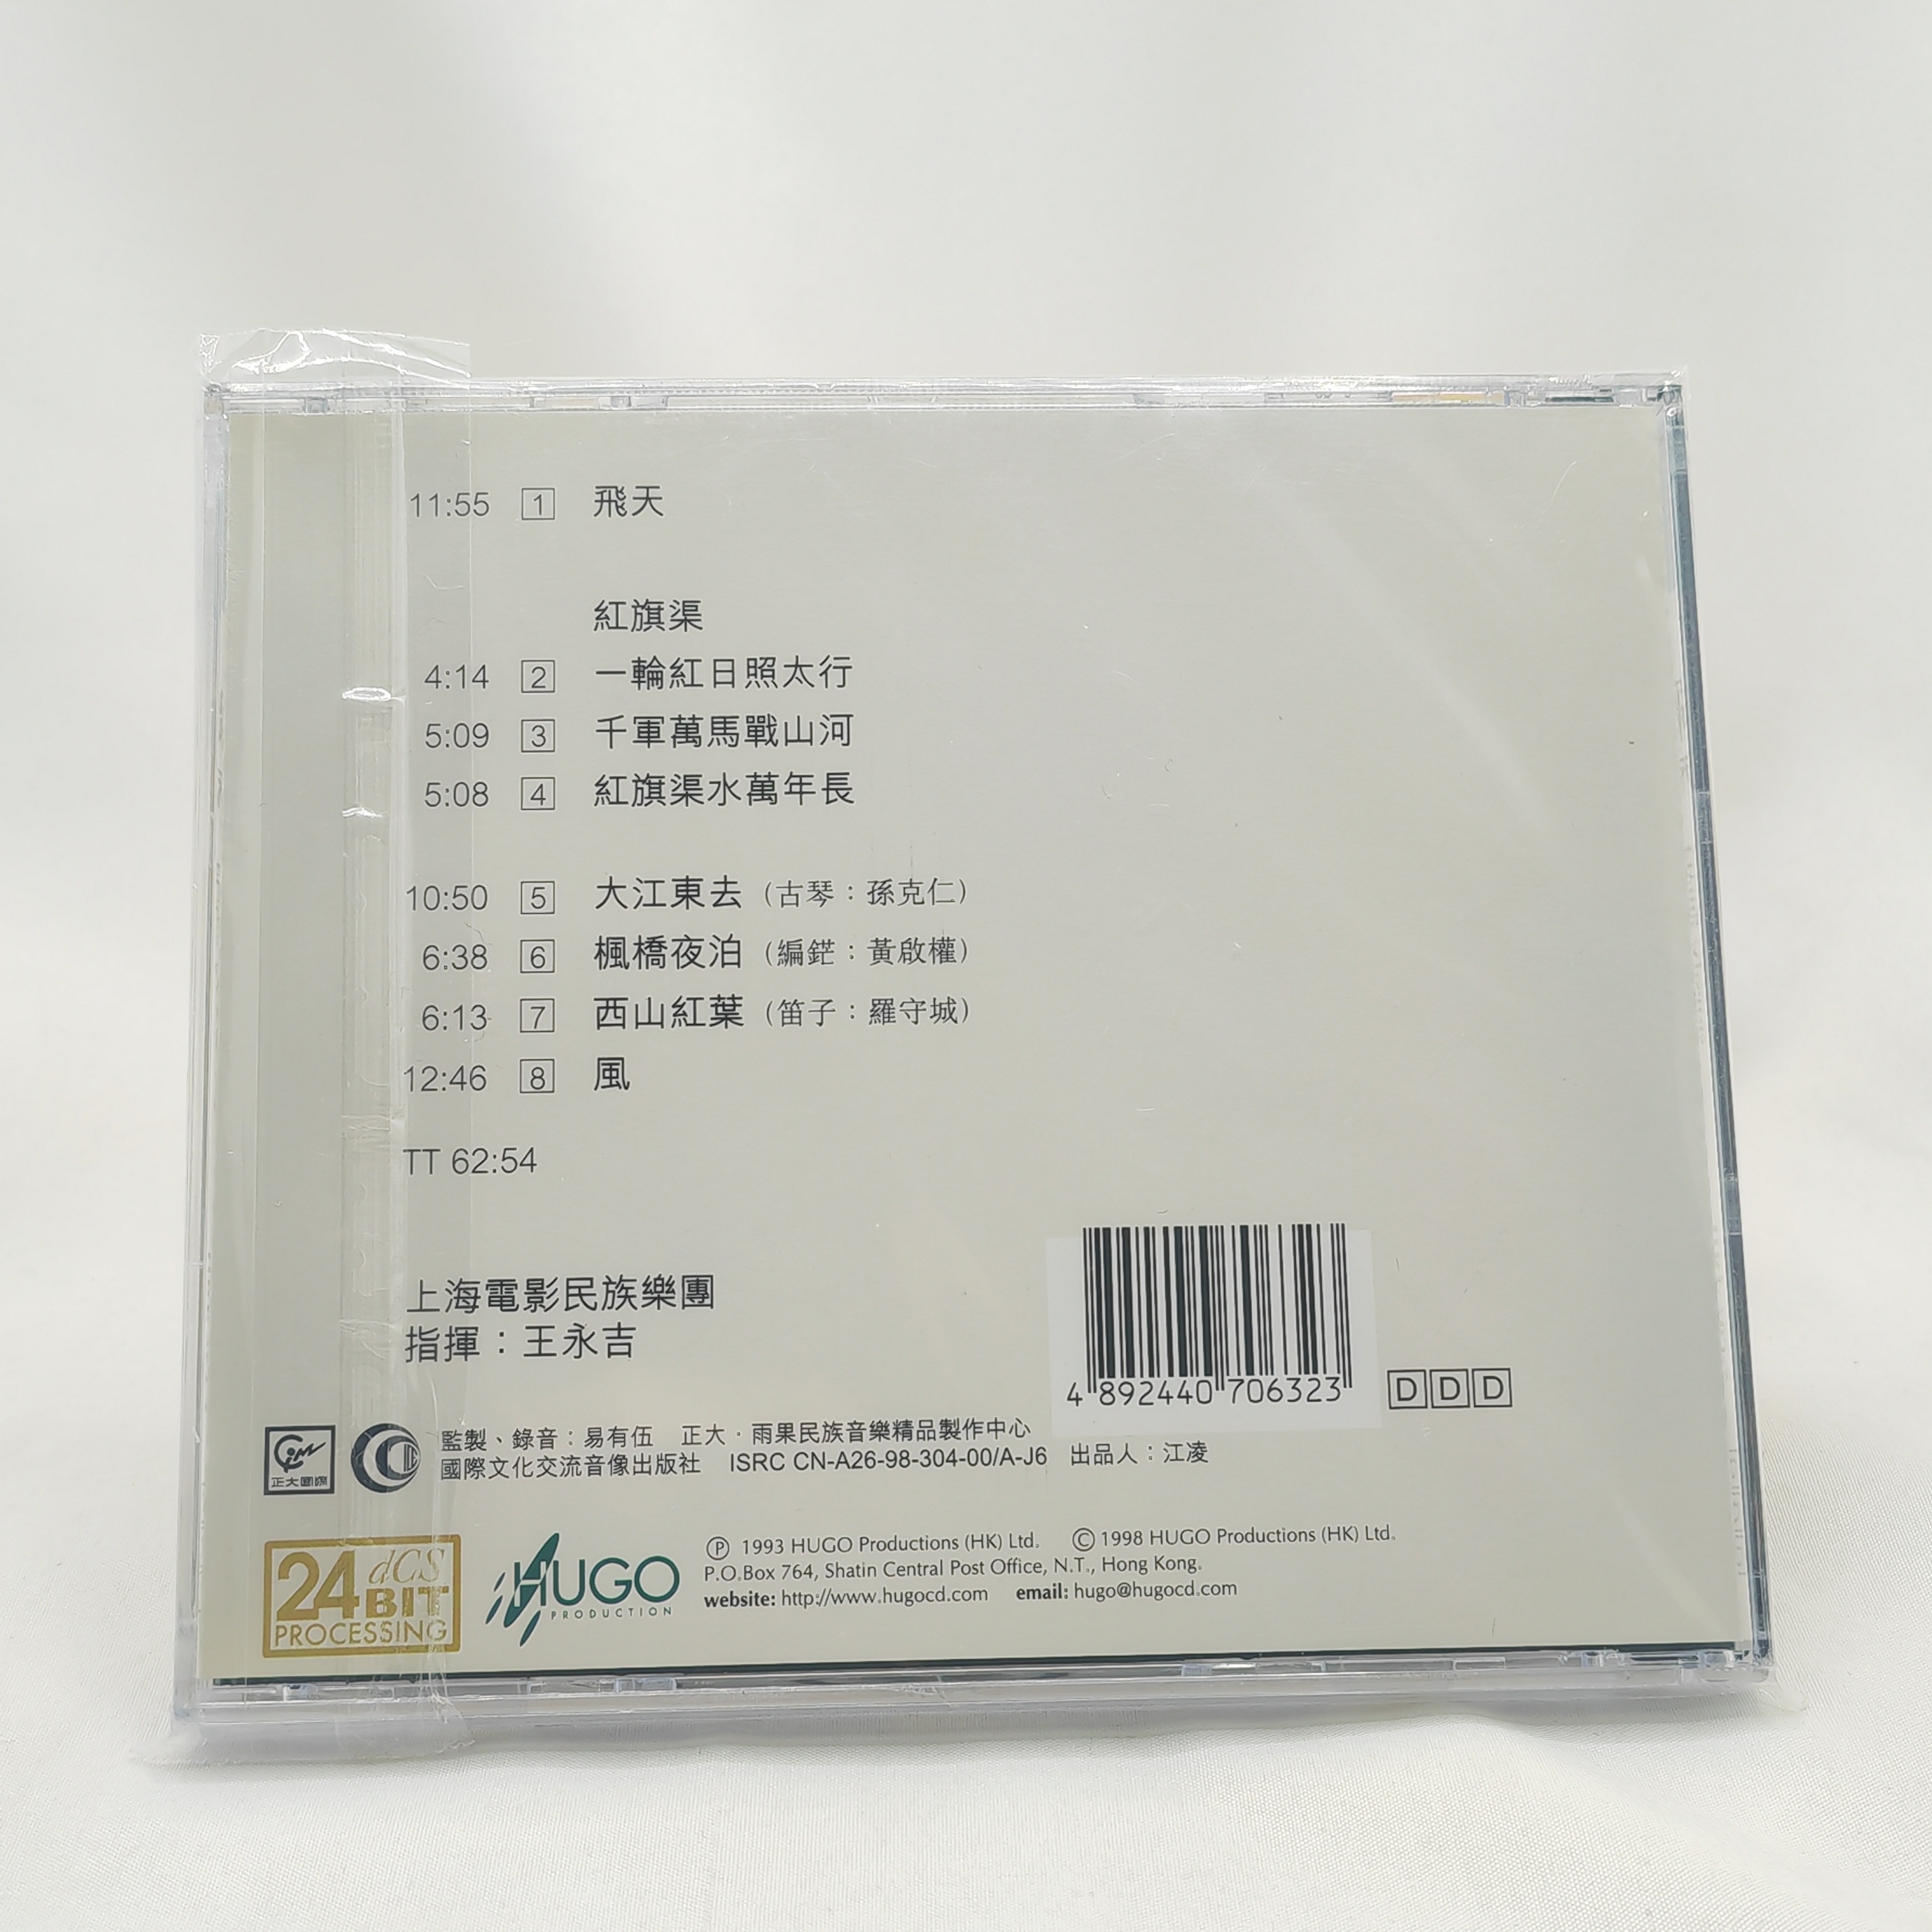 11:55 1 飛天
紅旗渠
4:14 2 一輪紅日照太行
5:09 3 千軍萬馬戰山河
5:08 4 紅旗渠水萬年長
10:50 5 大江東去 (古琴：孫克仁)
6:38 6 楓橋夜泊 (編鋩：黃啟權)
6:13 7 西山紅葉 (笛子：羅守城)
12:46 8 風
TT 62:54
上海電影民族樂團
指揮：王永吉
4 892440 706323
DDD
正大國際
監製、錄音：易有伍 正大·雨果民族音樂精品製作中心
國際文化交流音像出版社 ISRC CN-A26-98-304-00/A-J6 出品人：江凌
24 dCS BIT PROCESSING
HUGO PRODUCTION
Ⓟ 1993 HUGO Productions (HK) Ltd. © 1998 HUGO Productions (HK) Ltd.
P.O.Box 764, Shatin Central Post Office, N.T., Hong Kong.
website: http://www.hugocd.com email: hugo@hugocd.com